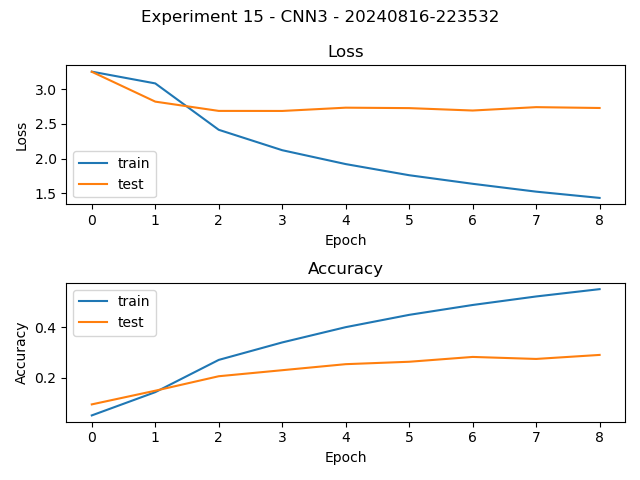 Experiment 15 - CNN3 - 20240816-223532
Loss
3.0
2.5
2.0
1.5
Loss
train
test
0 1 2 3 4 5 6 7 8
Epoch
Accuracy
0.4
0.2
Accuracy
train
test
0 1 2 3 4 5 6 7 8
Epoch